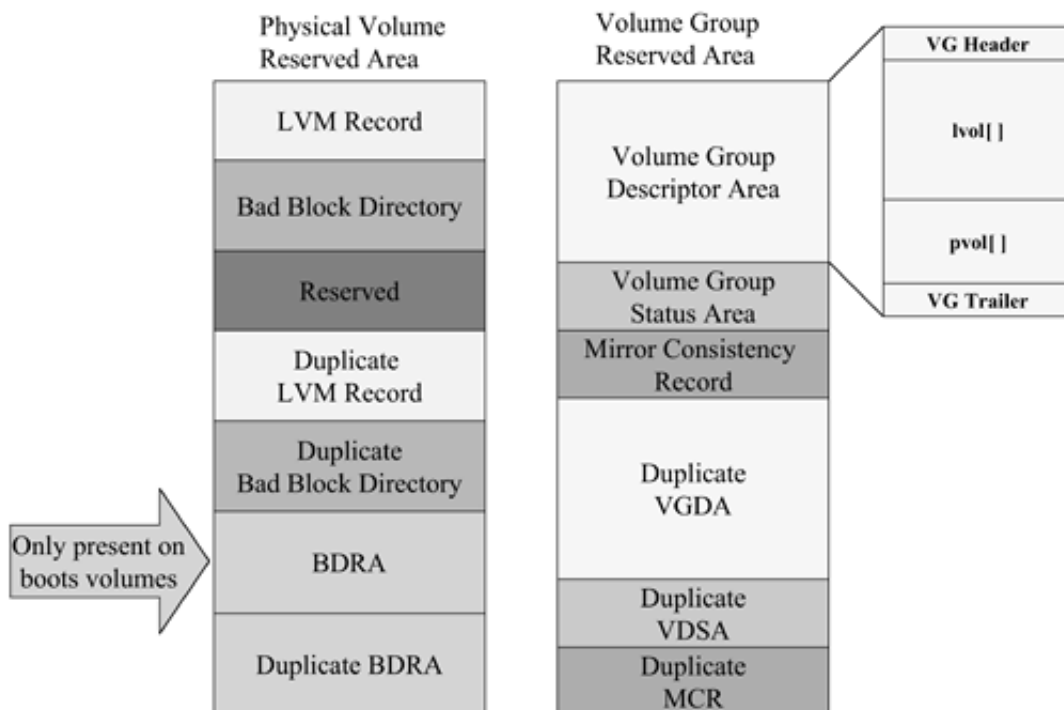 Physical Volume
Reserved Area
LVM Record
Bad Block Directory
Reserved
Duplicate
LVM Record
Duplicate
Bad Block Directory
BDRA
Duplicate BDRA
Only present on
boots volumes
Volume Group
Reserved Area
Volume Group
Descriptor Area
Volume Group
Status Area
Mirror Consistency
Record
Duplicate
VGDA
Duplicate
VDSA
Duplicate
MCR
VG Header
lvol[ ]
pvol[ ]
VG Trailer